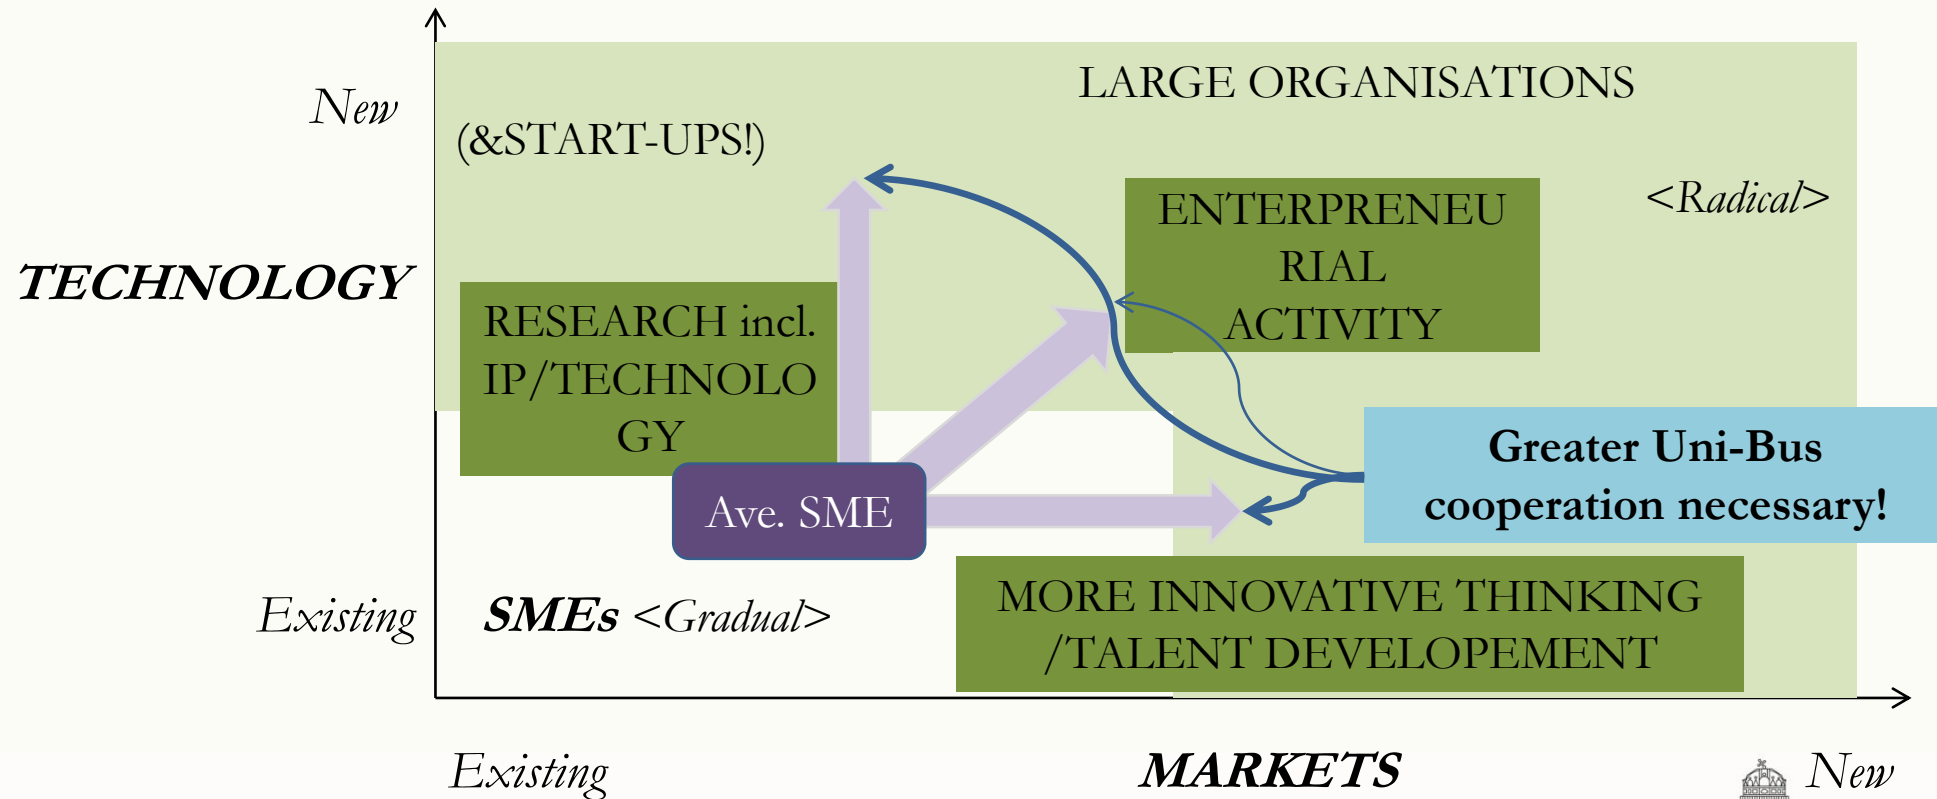 LARGE ORGANISATIONS
New
(&START-UPS!)
<Radical>
ENTERPRENEU
RIAL
ACTIVITY
TECHNOLOGY
RESEARCH incl.
IP/TECHNOLO
GY
Greater Uni-Bus
cooperation necessary!
Ave. SME
MORE INNOVATIVE THINKING
/TALENT DEVELOPEMENT
Existing
SMEs <Gradual>
Existing
MARKETS
New